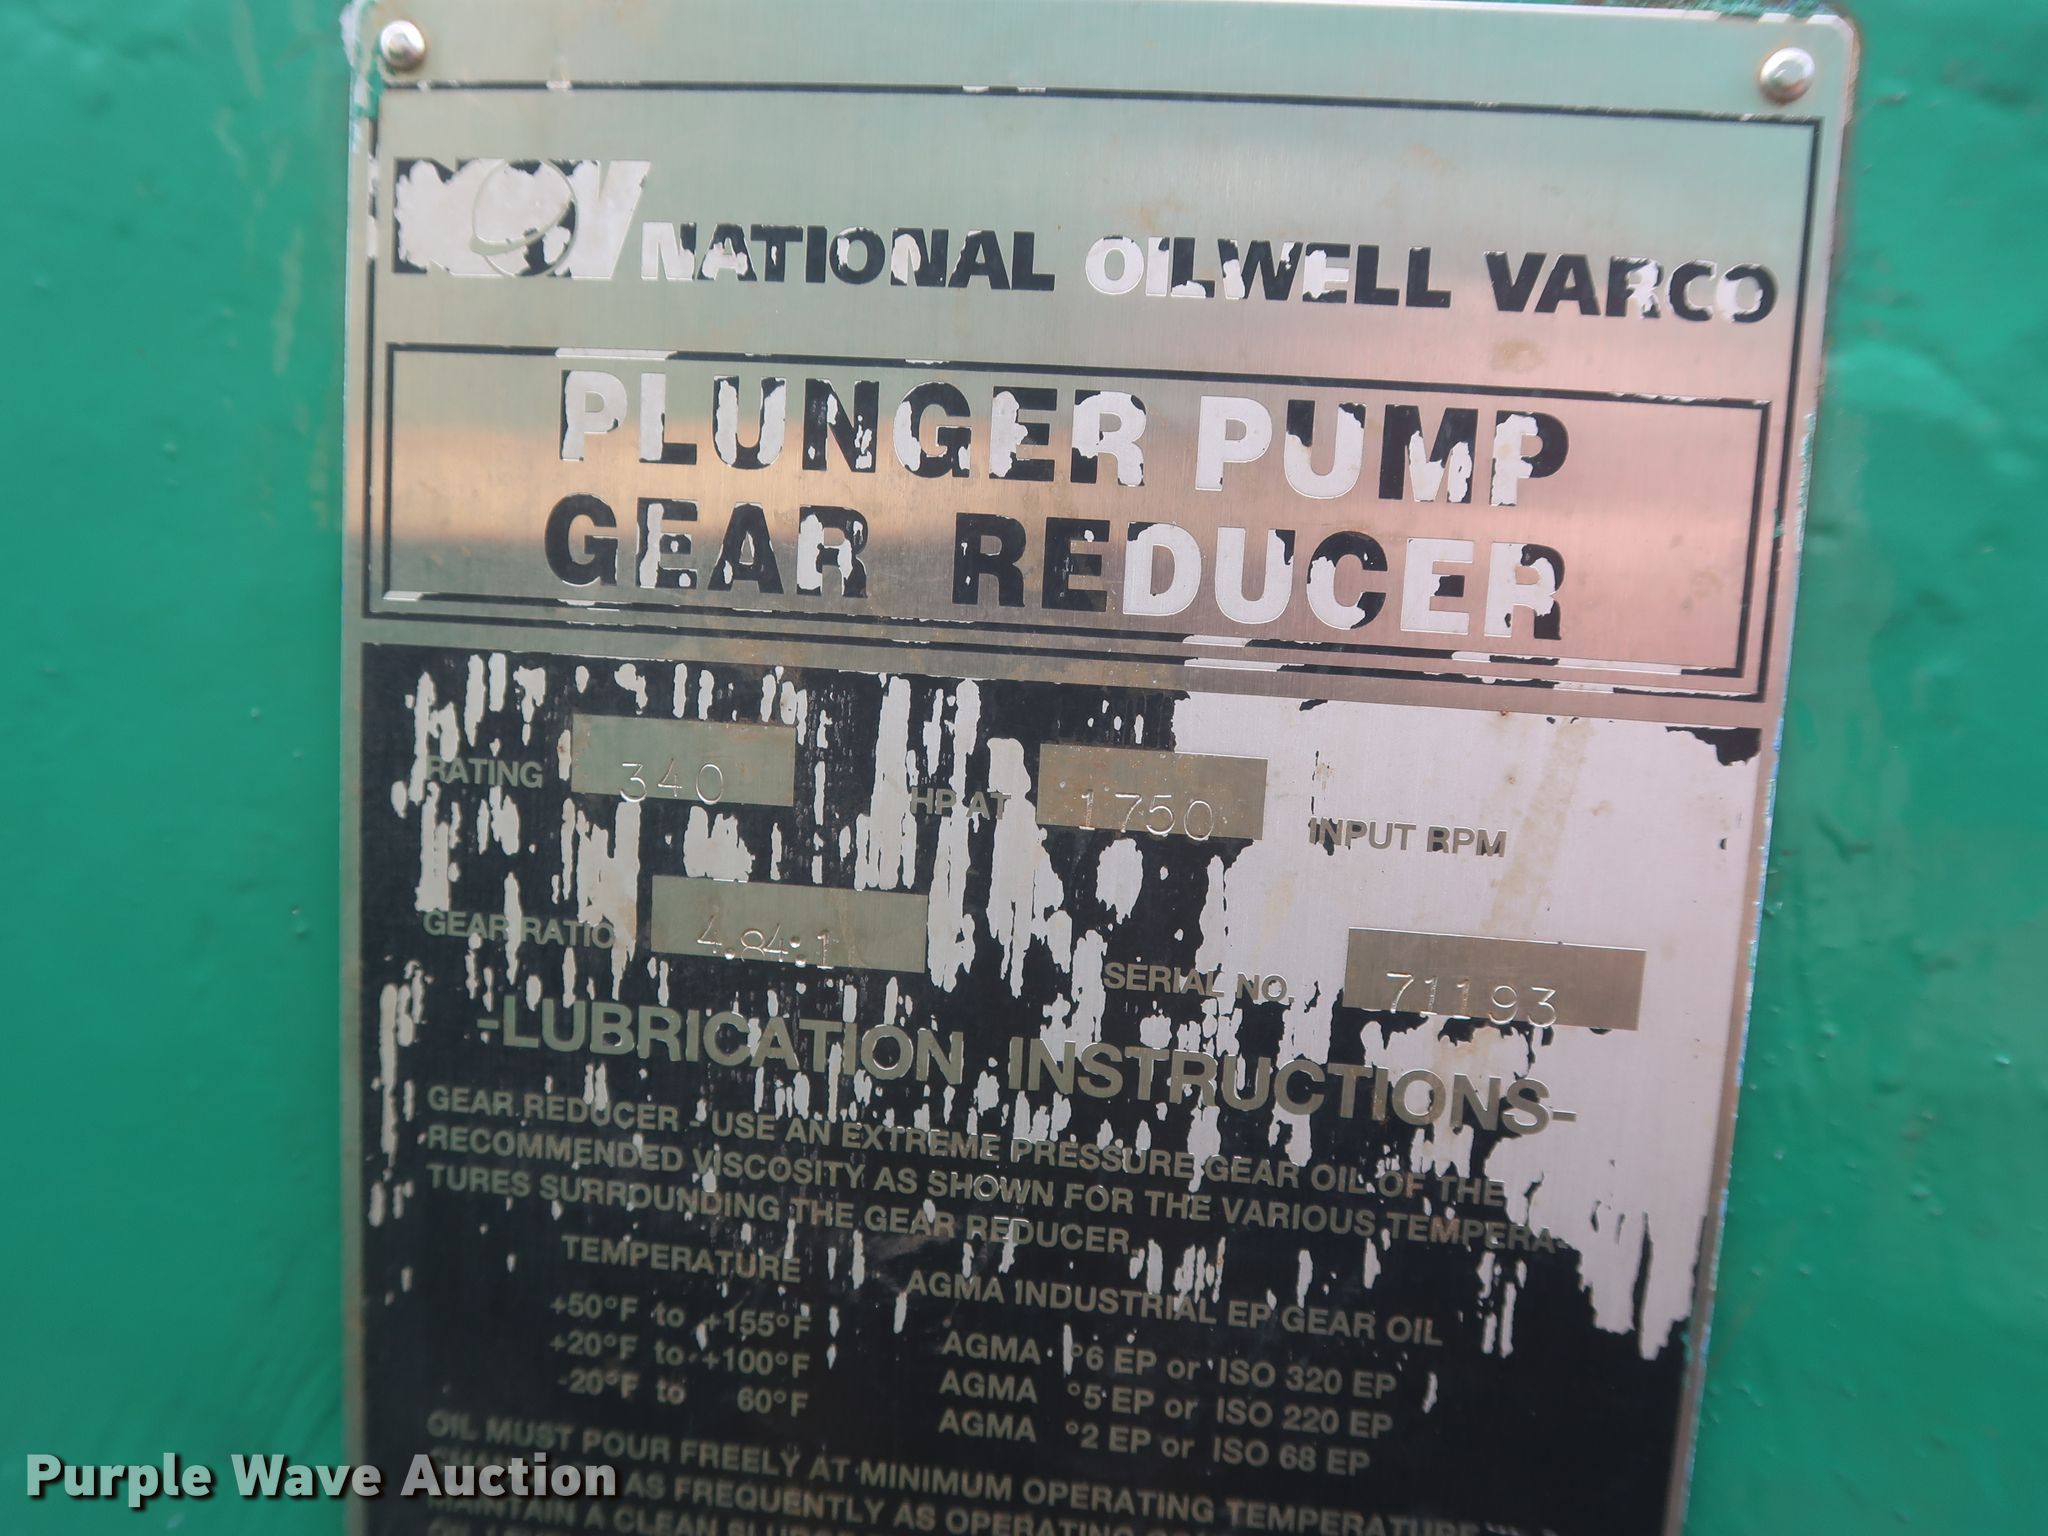 NOV NATIONAL OILWELL VARCO
PLUNGER PUMP
GEAR REDUCER
RATING 340 HP AT 1750 INPUT RPM
GEAR RATIO 4.84:1 SERIAL NO. 71193
-LUBRICATION INSTRUCTIONS-
GEAR REDUCER - USE AN EXTREME PRESSURE GEAR OIL OF THE
RECOMMENDED VISCOSITY AS SHOWN FOR THE VARIOUS TEMPERA-
TURES SURROUNDING THE GEAR REDUCER.
TEMPERATURE AGMA INDUSTRIAL EP GEAR OIL
+50°F to +155°F AGMA °6 EP or ISO 320 EP
+20°F to +100°F AGMA °5 EP or ISO 220 EP
-20°F to 60°F AGMA °2 EP or ISO 68 EP
OIL MUST POUR FREELY AT MINIMUM OPERATING TEMPERATURE
AS FREQUENTLY AS OPERATING
MAINTAIN A CLEAN
Purple Wave Auction